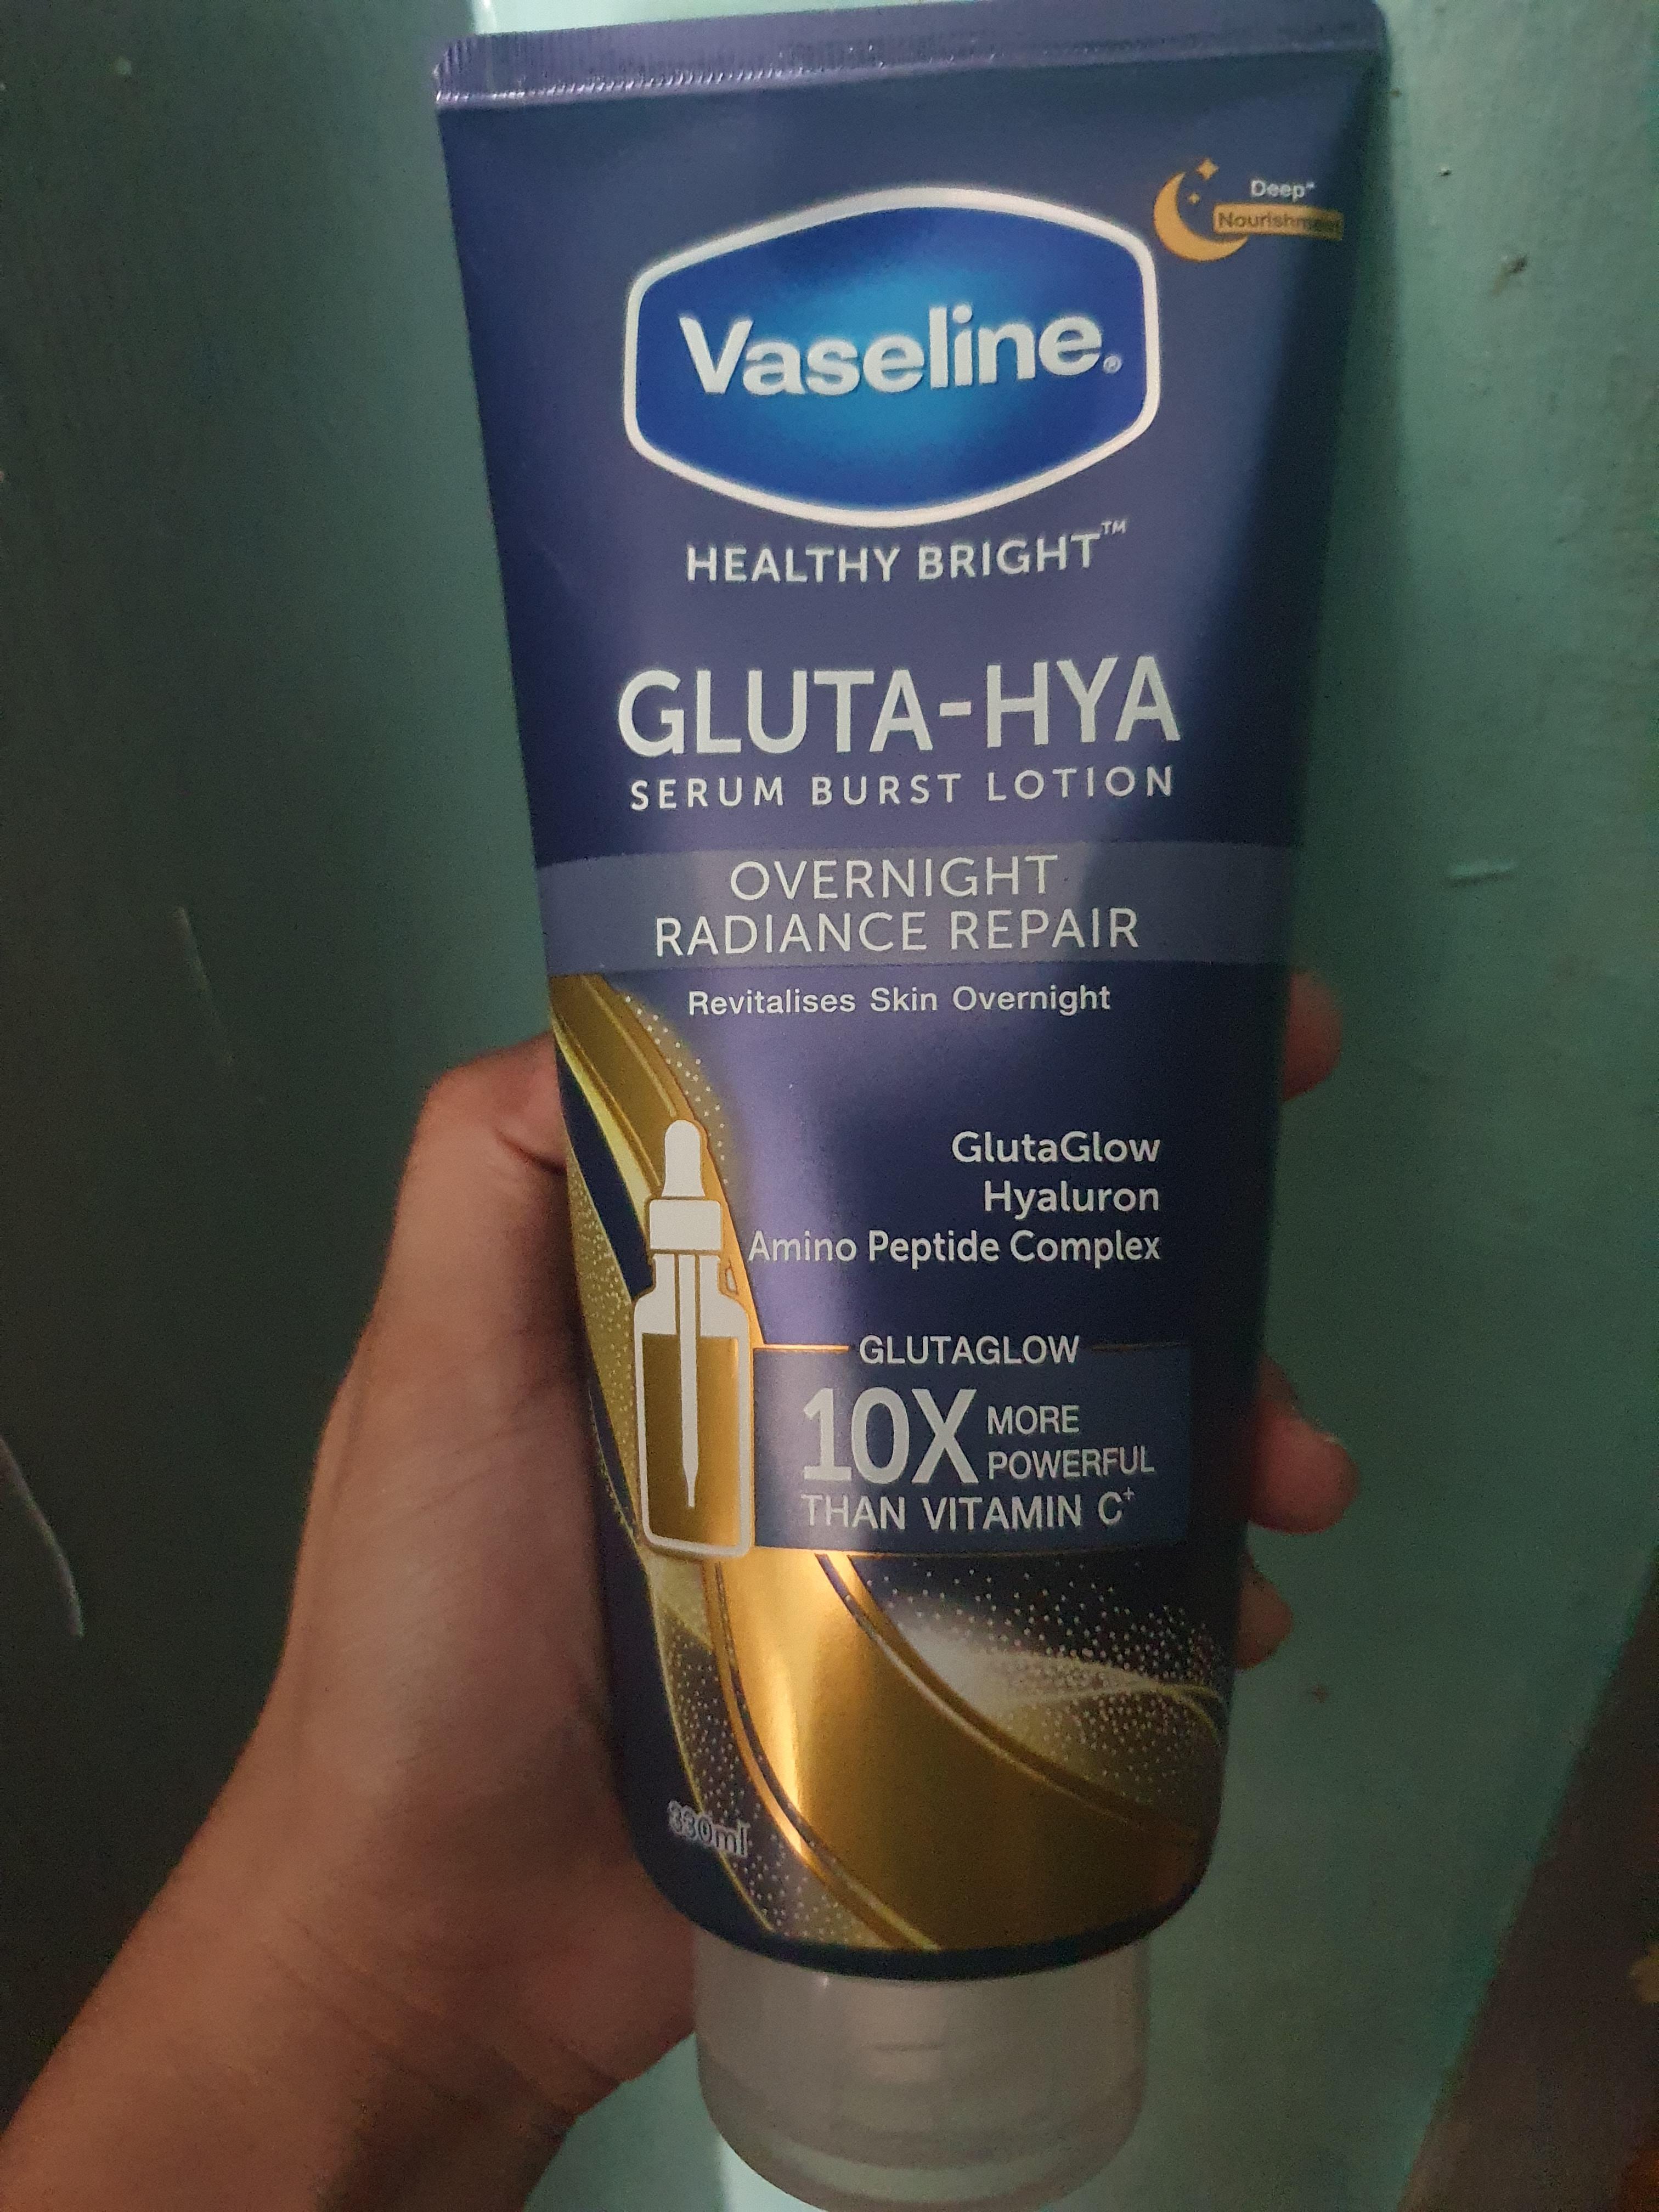 Deep*
Nourishment
Vaseline®
HEALTHY BRIGHT™
GLUTA-HYA
SERUM BURST LOTION
OVERNIGHT
RADIANCE REPAIR
Revitalises Skin Overnight
GlutaGlow
Hyaluron
Amino Peptide Complex
GLUTAGLOW
10X MORE
POWERFUL
THAN VITAMIN C⁺
330ml